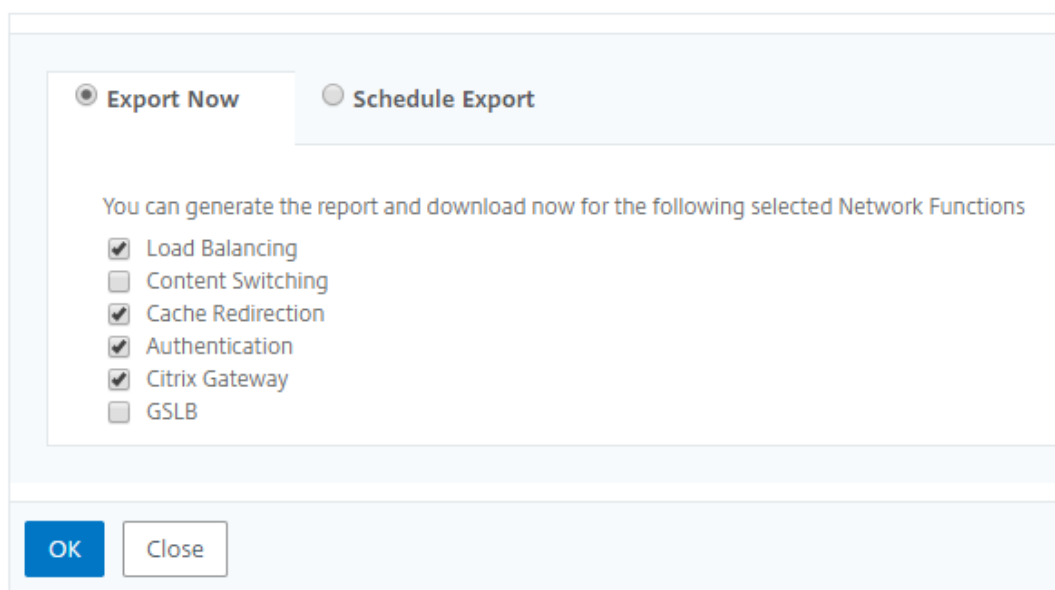 Export Now
Schedule Export
You can generate the report and download now for the following selected Network Functions
Load Balancing
Content Switching
Cache Redirection
Authentication
Citrix Gateway
GSLB
OK
Close